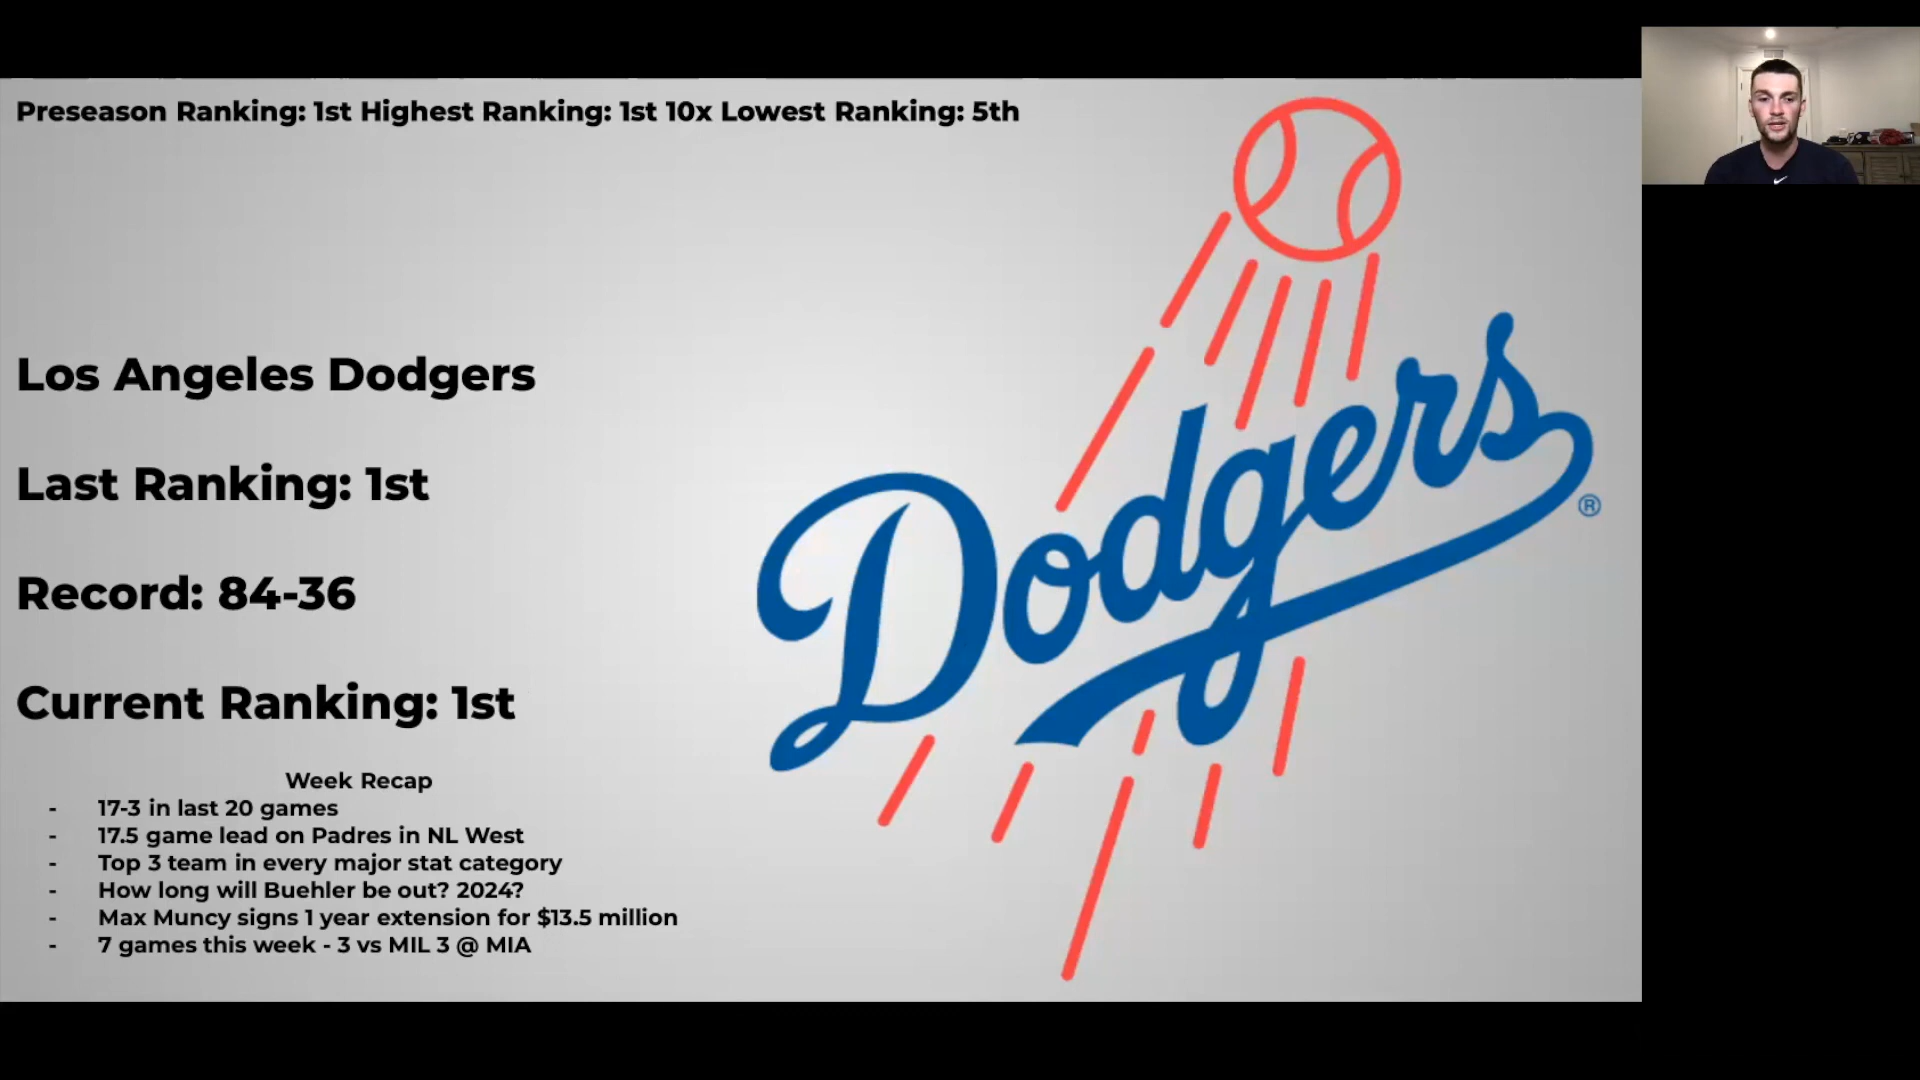 Preseason Ranking: 1st Highest Ranking: 1st 10x Lowest Ranking: 5th
Los Angeles Dodgers
Last Ranking: 1st
Record: 84-36
Current Ranking: 1st
Week Recap
- 17-3 in last 20 games
- 17.5 game lead on Padres in NL West
- Top 3 team in every major stat category
- How long will Buehler be out? 2024?
- Max Muncy signs 1 year extension for $13.5 million
- 7 games this week - 3 vs MIL 3 @ MIA
Dodgers ®